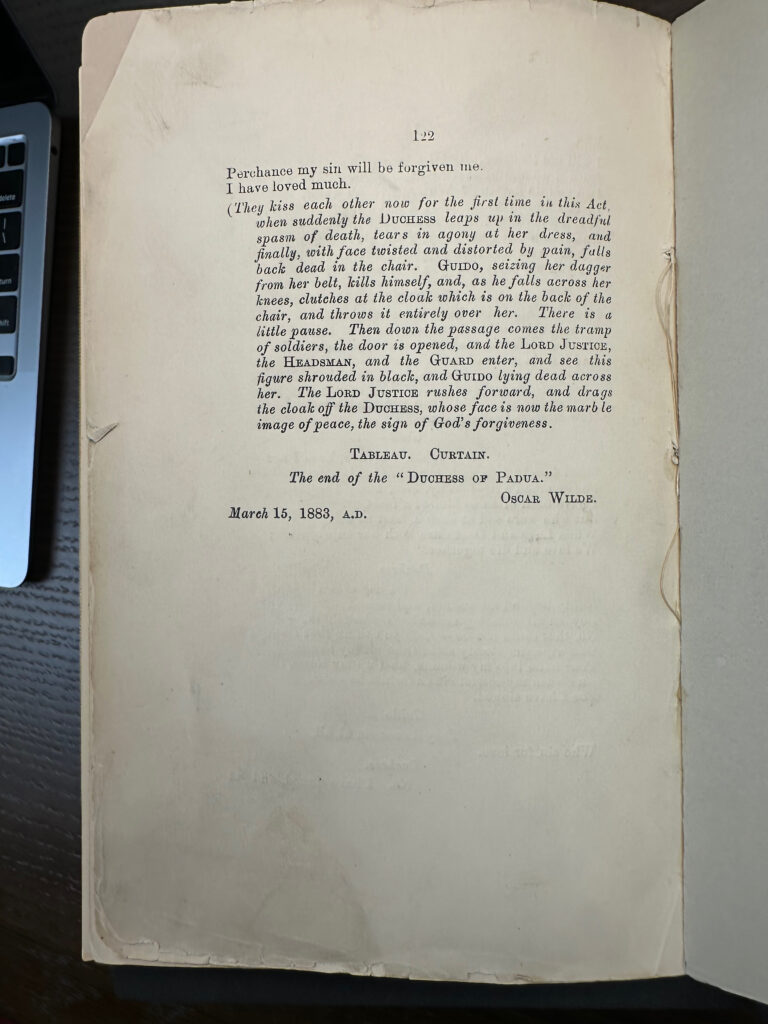 122
Perchance my sin will be forgiven me.
I have loved much.
(They kiss each other now for the first time in this Act,
when suddenly the DUCHESS leaps up in the dreadful
spasm of death, tears in agony at her dress, and
finally, with face twisted and distorted by pain, falls
back dead in the chair. GUIDO, seizing her dagger
from her belt, kills himself, and, as he falls across her
knees, clutches at the cloak which is on the back of the
chair, and throws it entirely over her. There is a
little pause. Then down the passage comes the tramp
of soldiers, the door is opened, and the LORD JUSTICE,
the HEADSMAN, and the GUARD enter, and see this
figure shrouded in black, and GUIDO lying dead across
her. The LORD JUSTICE rushes forward, and drags
the cloak off the DUCHESS, whose face is now the marb le
image of peace, the sign of God's forgiveness.
TABLEAU. CURTAIN.
The end of the "DUCHESS OF PADUA."
OSCAR WILDE.
March 15, 1883, A.D.
delete
\